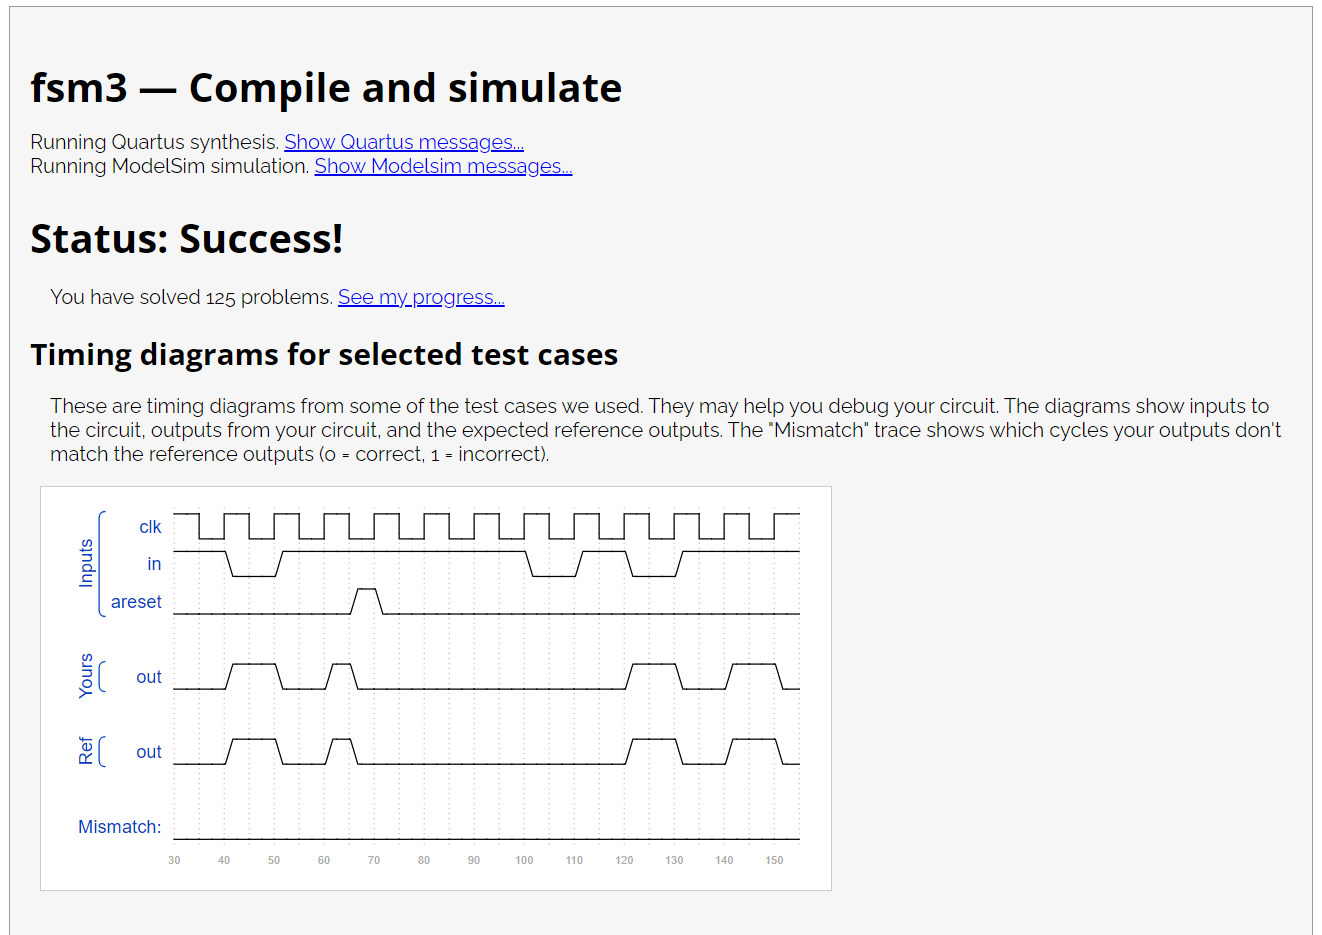 fsm3 — Compile and simulate
Running Quartus synthesis. Show Quartus messages...
Running ModelSim simulation. Show Modelsim messages...
Status: Success!
You have solved 125 problems. See my progress...
Timing diagrams for selected test cases
These are timing diagrams from some of the test cases we used. They may help you debug your circuit. The diagrams show inputs to
the circuit, outputs from your circuit, and the expected reference outputs. The "Mismatch" trace shows which cycles your outputs don't
match the reference outputs (0 = correct, 1 = incorrect).
Inputs
clk
in
areset
Yours
out
Ref
out
Mismatch:
30 40 50 60 70 80 90 100 110 120 130 140 150